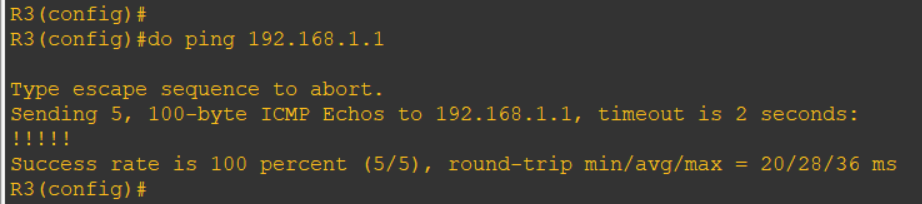 R3(config)#
R3(config)#do ping 192.168.1.1
Type escape sequence to abort.
Sending 5, 100-byte ICMP Echos to 192.168.1.1, timeout is 2 seconds:
!!!!!
Success rate is 100 percent (5/5), round-trip min/avg/max = 20/28/36 ms
R3(config)#